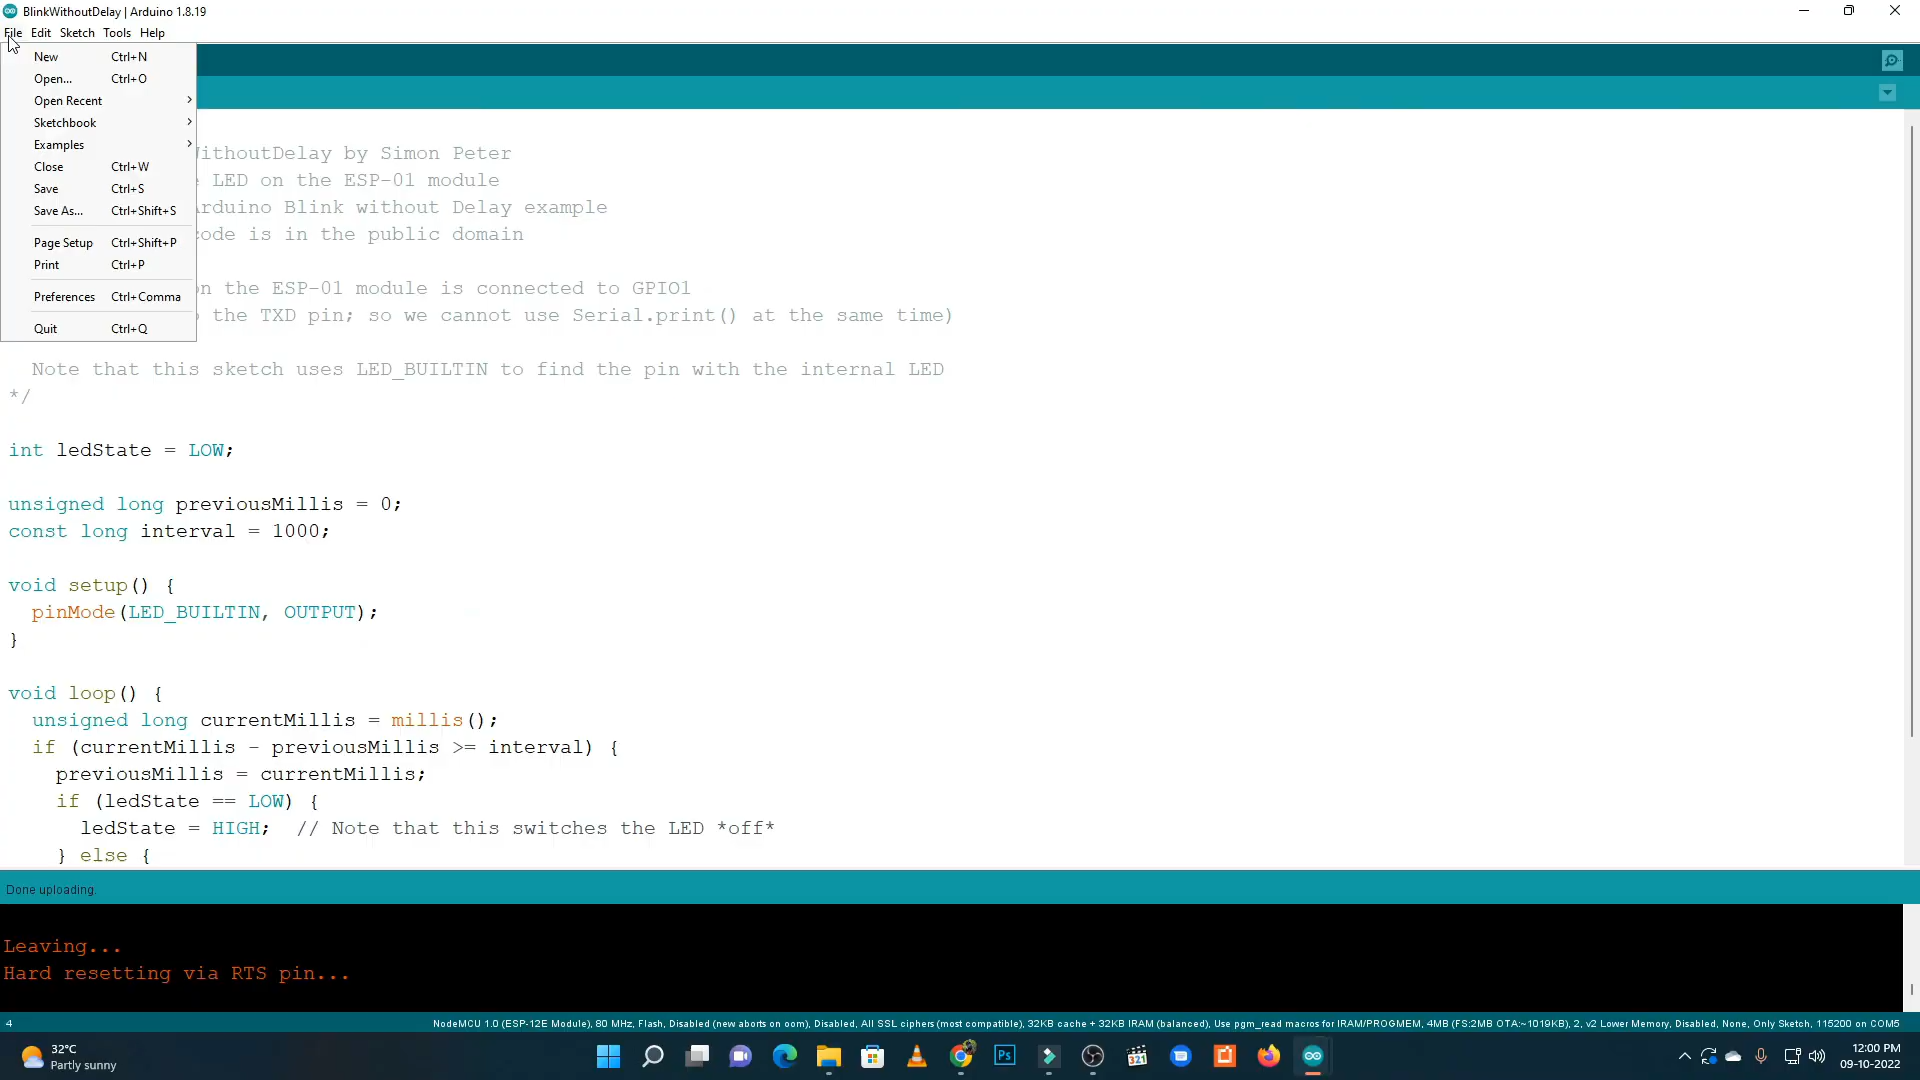 BlinkWithoutDelay | Arduino 1.8.19
File Edit Sketch Tools Help
New Ctrl+N
Open... Ctrl+O
Open Recent
Sketchbook
Examples
Close Ctrl+W
Save Ctrl+S
Save As... Ctrl+Shift+S
Page Setup Ctrl+Shift+P
Print Ctrl+P
Preferences Ctrl+Comma
Quit Ctrl+Q
ithoutDelay by Simon Peter
LED on the ESP-01 module
rduino Blink without Delay example
ode is in the public domain
n the ESP-01 module is connected to GPIO1
the TXD pin; so we cannot use Serial.print() at the same time)
Note that this sketch uses LED_BUILTIN to find the pin with the internal LED
*/
int ledState = LOW;
unsigned long previousMillis = 0;
const long interval = 1000;
void setup() {
pinMode(LED_BUILTIN, OUTPUT);
}
void loop() {
unsigned long currentMillis = millis();
if (currentMillis - previousMillis >= interval) {
previousMillis = currentMillis;
if (ledState == LOW) {
ledState = HIGH;  // Note that this switches the LED *off*
} else {
Done uploading.
Leaving...
Hard resetting via RTS pin...
4 NodeMCU 1.0 (ESP-12E Module), 80 MHz, Flash, Disabled (new aborts on oom), Disabled, All SSL ciphers (most compatible), 32KB cache + 32KB IRAM (balanced), Use pgm_read macros for IRAM/PROGMEM, 4MB (FS:2MB OTA:~1019KB), 2, v2 Lower Memory, Disabled, None, Only Sketch, 115200 on COM5
32°C
Partly sunny
Ps
321
12:00 PM
09-10-2022